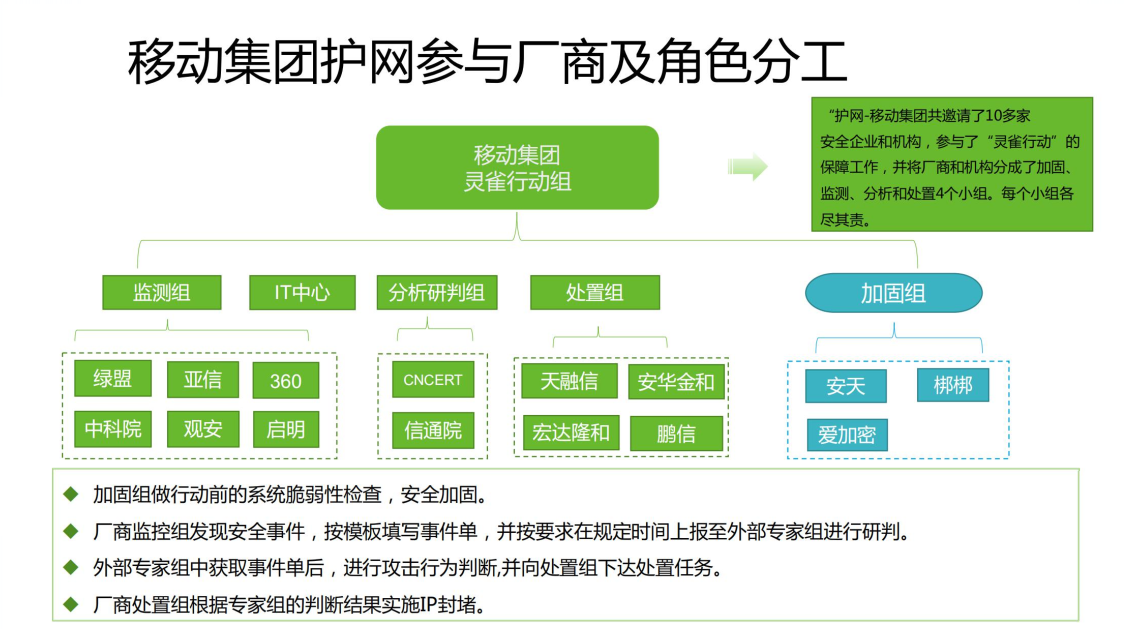 移动集团护网参与厂商及角色分工
移动集团
灵雀行动组
“护网-移动集团共邀请了10多家
安全企业和机构，参与了“灵雀行动”的
保障工作，并将厂商和机构分成了加固、
监测、分析和处置4个小组。每个小组各
尽其责。
监测组
IT中心
分析研判组
处置组
加固组
绿盟
亚信
360
中科院
观安
启明
CNCERT
信通院
天融信
安华金和
宏达隆和
鹏信
安天
梆梆
爱加密
加固组做行动前的系统脆弱性检查，安全加固。
厂商监控组发现安全事件，按模板填写事件单，并按要求在规定时间上报至外部专家组进行研判。
外部专家组中获取事件单后，进行攻击行为判断,并向处置组下达处置任务。
厂商处置组根据专家组的判断结果实施IP封堵。